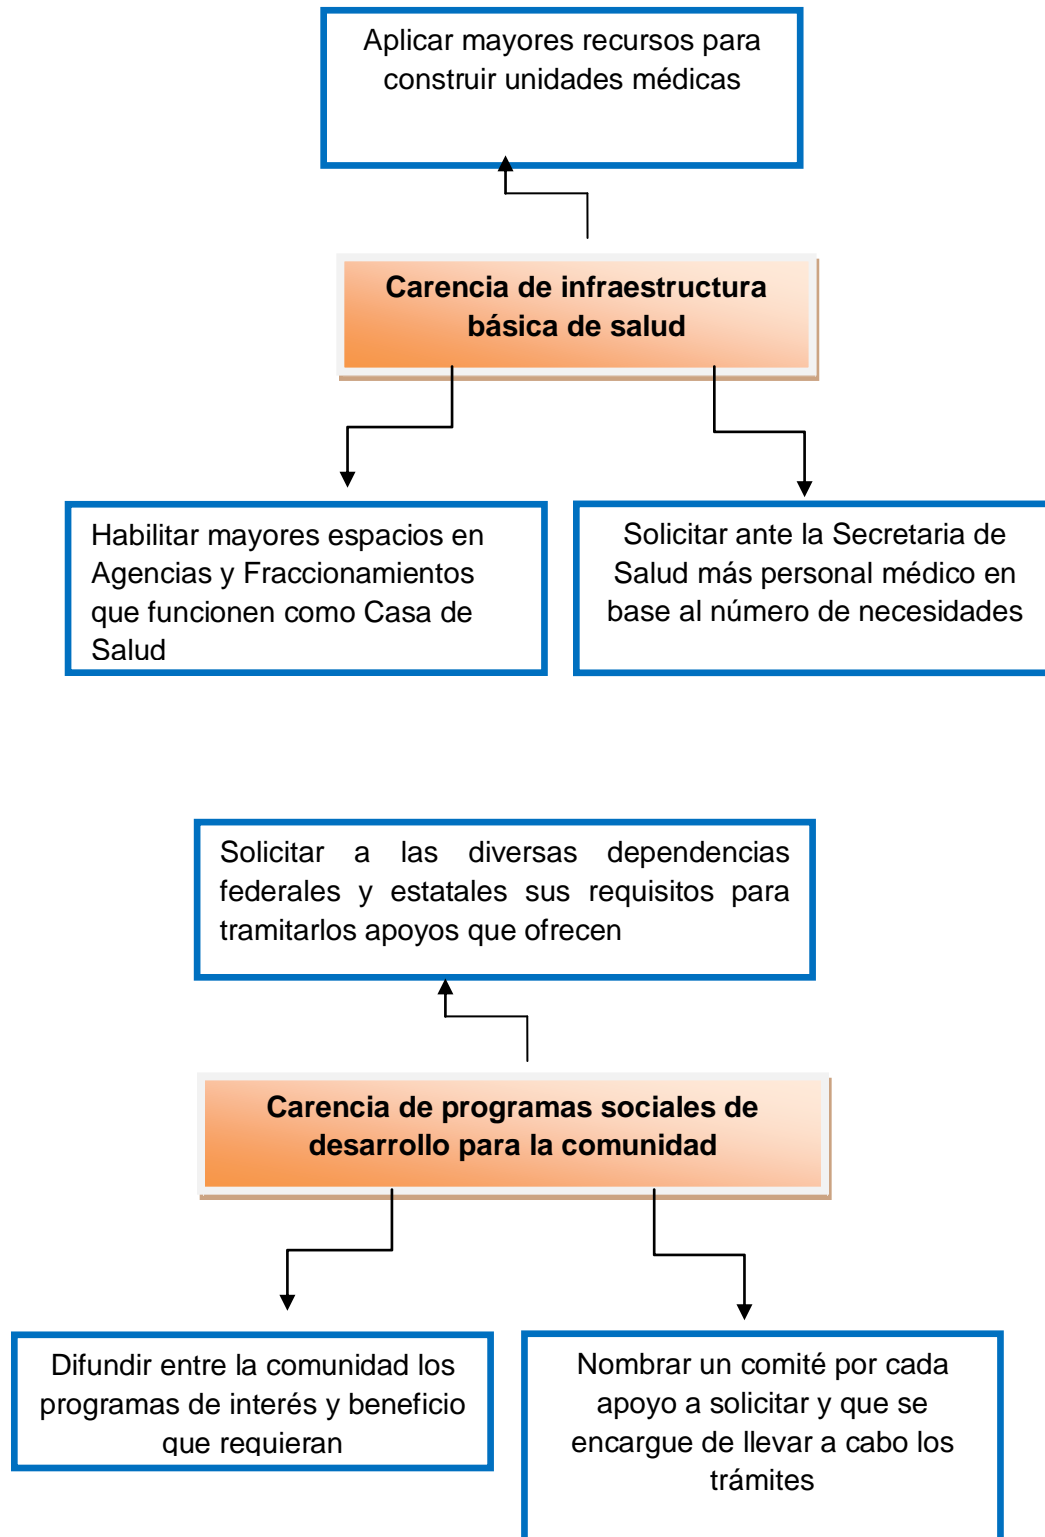 Aplicar mayores recursos para
construir unidades médicas
Carencia de infraestructura
básica de salud
Habilitar mayores espacios en
Agencias y Fraccionamientos
que funcionen como Casa de
Salud
Solicitar ante la Secretaria de
Salud más personal médico en
base al número de necesidades
Solicitar a las diversas dependencias
federales y estatales sus requisitos para
tramitarlos apoyos que ofrecen
Carencia de programas sociales de
desarrollo para la comunidad
Difundir entre la comunidad los
programas de interés y beneficio
que requieran
Nombrar un comité por cada
apoyo a solicitar y que se
encargue de llevar a cabo los
trámites